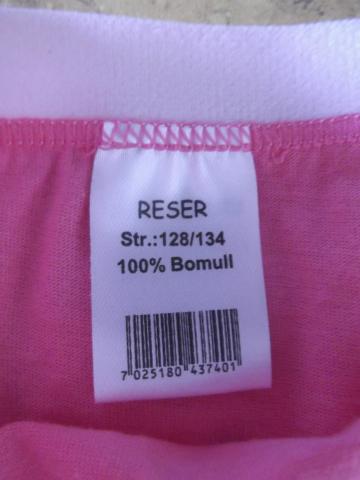 RESER
Str.:128/134
100% Bomull
7 025180 437401